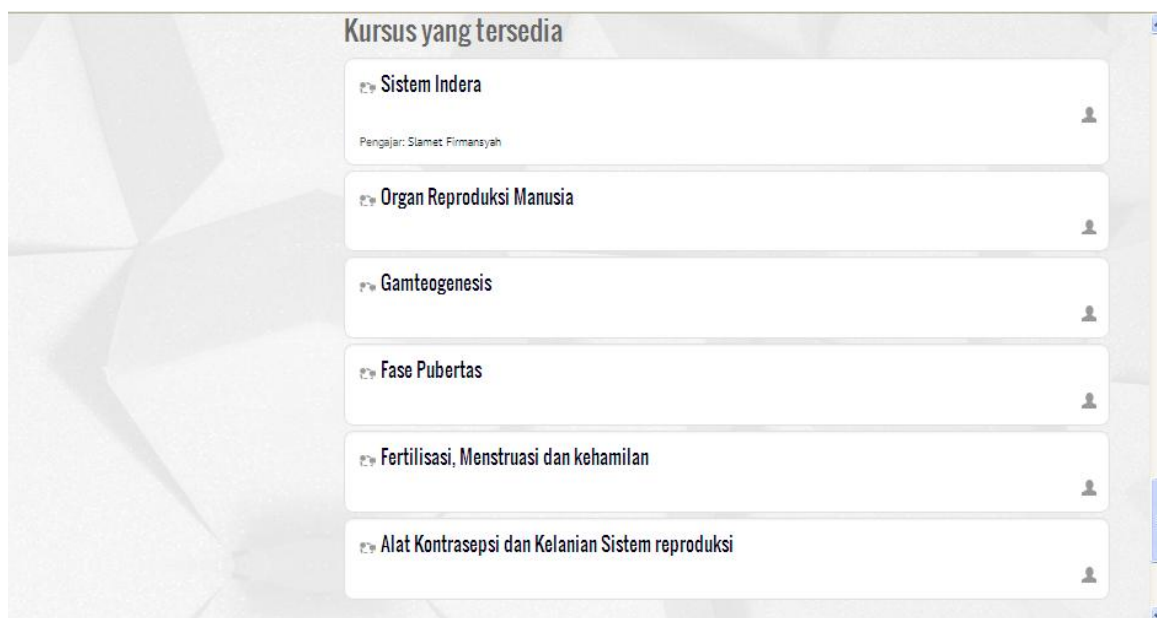 Kursus yang tersedia
Sistem Indera
Pengajar: Slamet Firmansyah
Organ Reproduksi Manusia
Gamteogenesis
Fase Pubertas
Fertilisasi, Menstruasi dan kehamilan
Alat Kontrasepsi dan Kelanian Sistem reproduksi